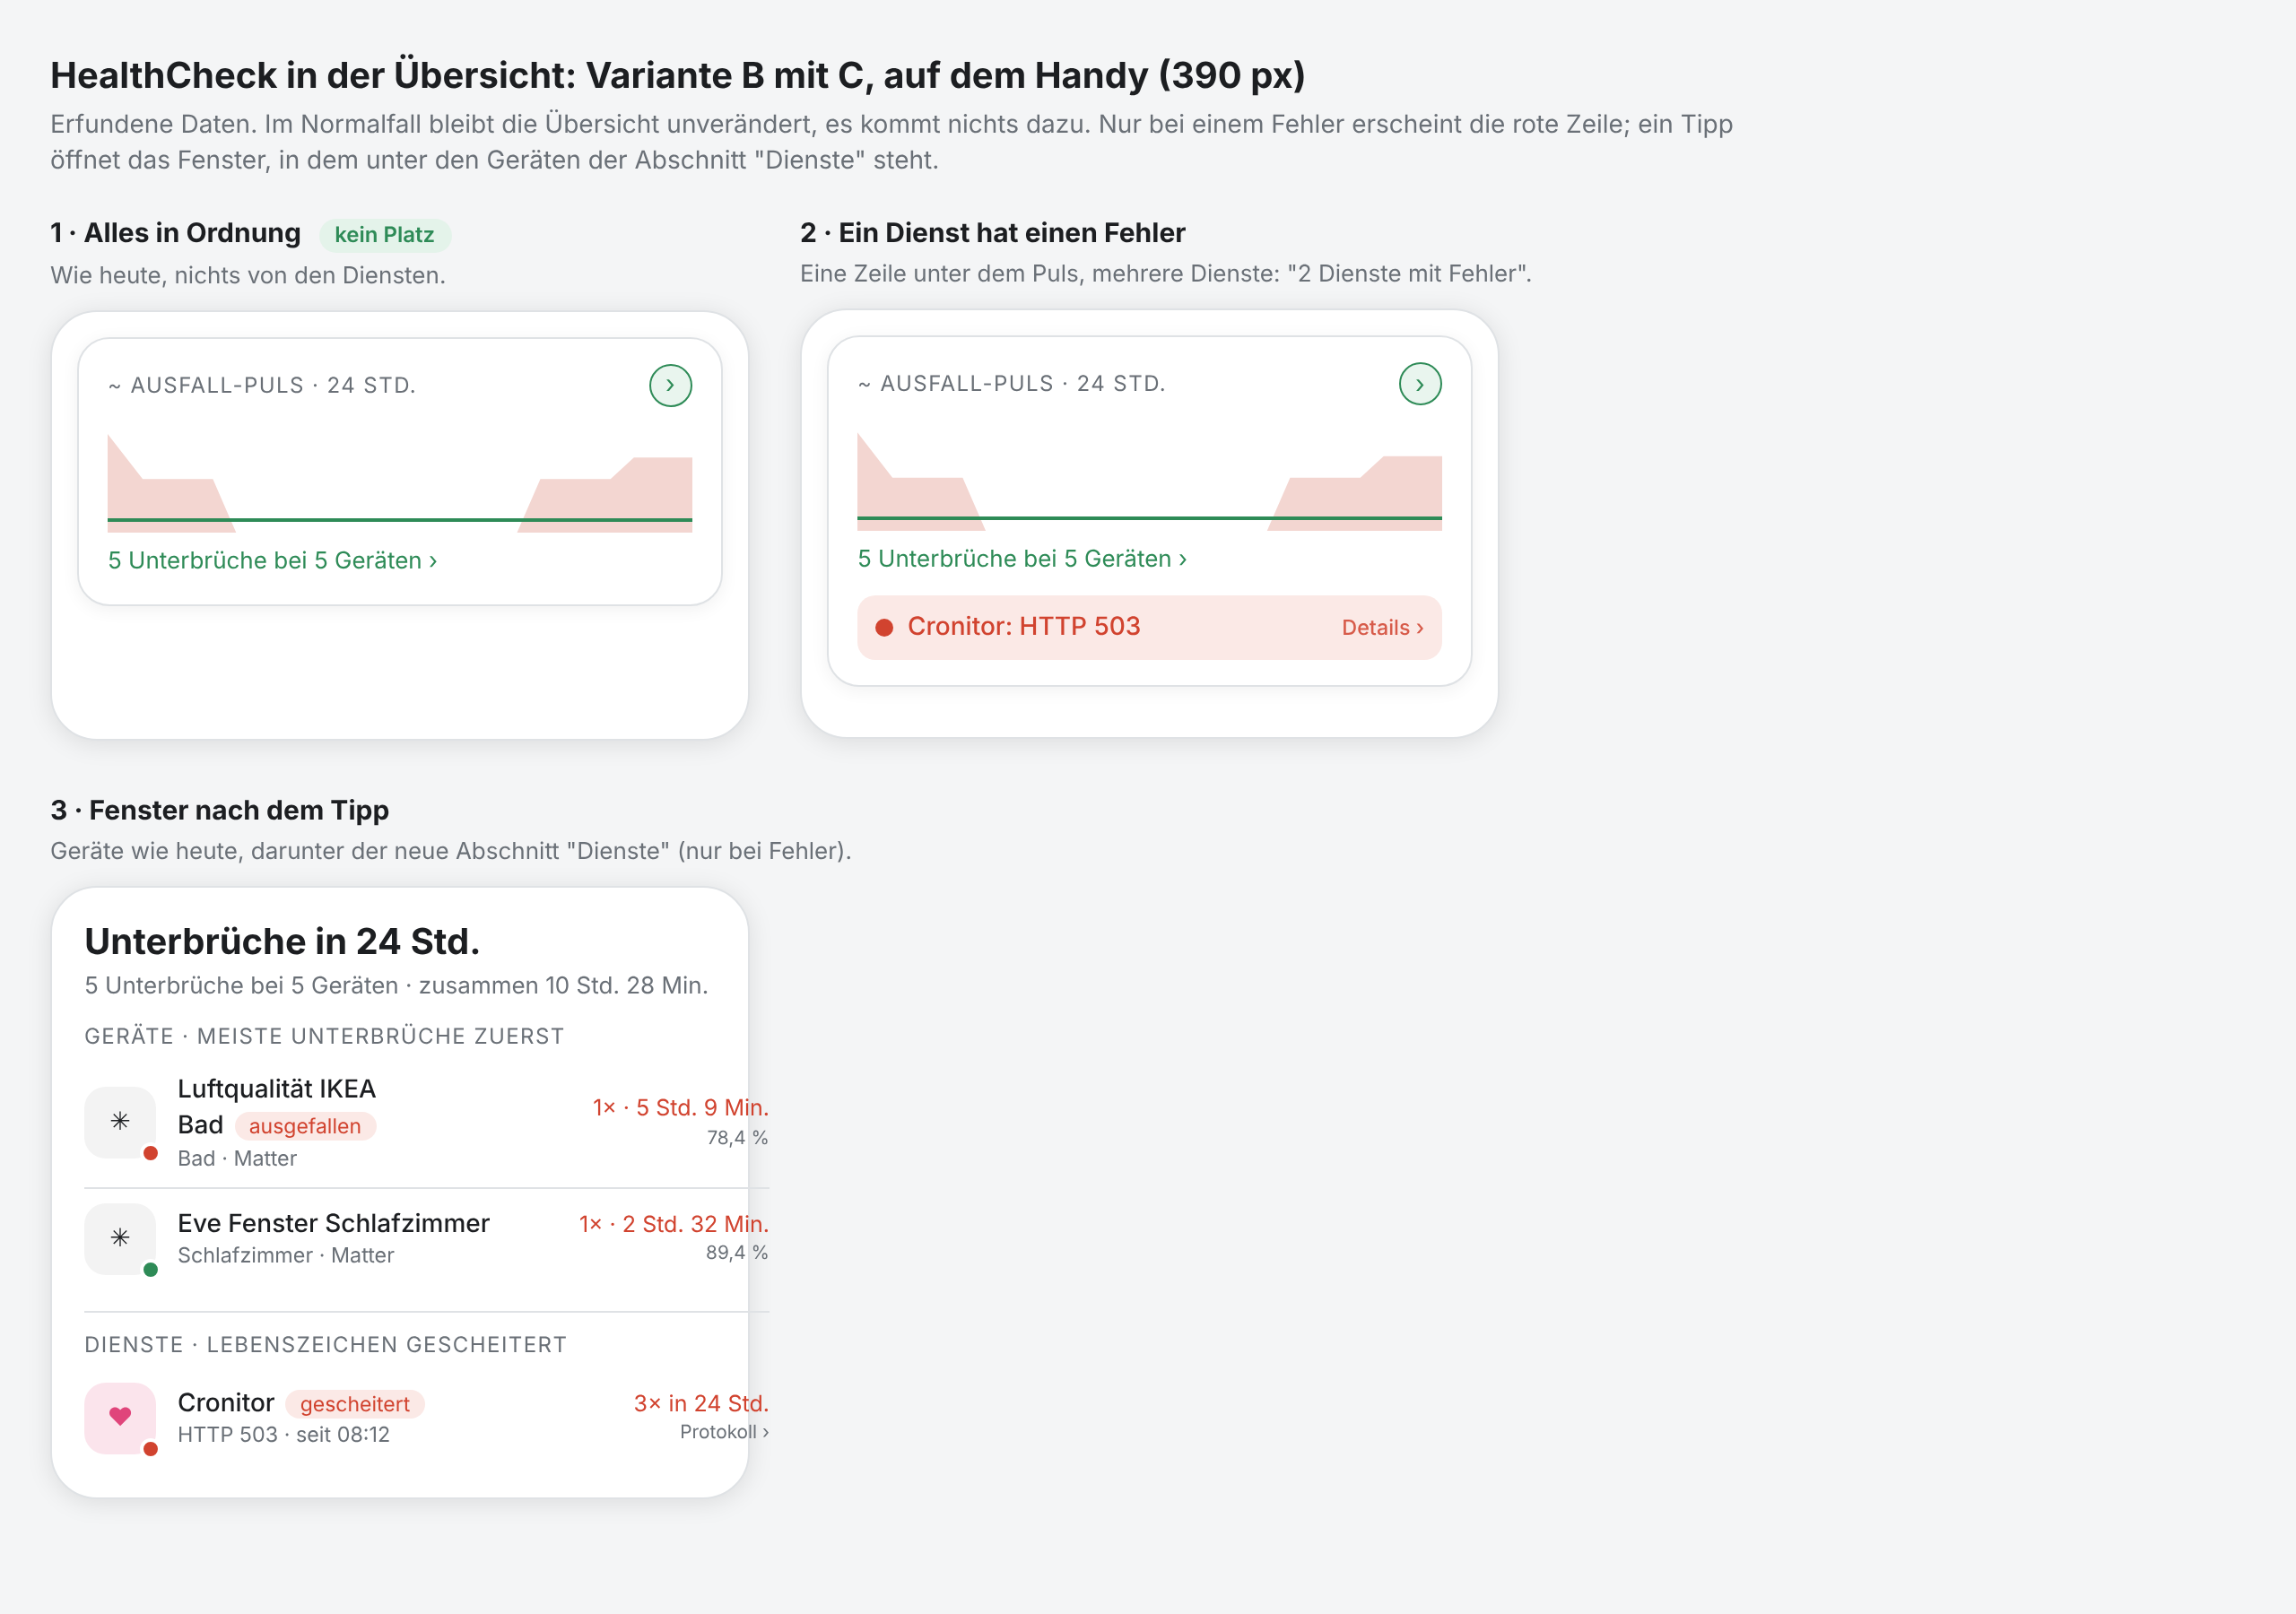 HealthCheck in der Übersicht: Variante B mit C, auf dem Handy (390 px)
Erfundene Daten. Im Normalfall bleibt die Übersicht unverändert, es kommt nichts dazu. Nur bei einem Fehler erscheint die rote Zeile; ein Tipp
öffnet das Fenster, in dem unter den Geräten der Abschnitt "Dienste" steht.
1 · Alles in Ordnung kein Platz
Wie heute, nichts von den Diensten.
~ AUSFALL-PULS · 24 STD. ›
5 Unterbrüche bei 5 Geräten ›
2 · Ein Dienst hat einen Fehler
Eine Zeile unter dem Puls, mehrere Dienste: "2 Dienste mit Fehler".
~ AUSFALL-PULS · 24 STD. ›
5 Unterbrüche bei 5 Geräten ›
Cronitor: HTTP 503 Details ›
3 · Fenster nach dem Tipp
Geräte wie heute, darunter der neue Abschnitt "Dienste" (nur bei Fehler).
Unterbrüche in 24 Std.
5 Unterbrüche bei 5 Geräten · zusammen 10 Std. 28 Min.
GERÄTE · MEISTE UNTERBRÜCHE ZUERST
Luftqualität IKEA
Bad ausgefallen
Bad · Matter
1× · 5 Std. 9 Min.
78,4 %
Eve Fenster Schlafzimmer
Schlafzimmer · Matter
1× · 2 Std. 32 Min.
89,4 %
DIENSTE · LEBENSZEICHEN GESCHEITERT
Cronitor gescheitert
HTTP 503 · seit 08:12
3× in 24 Std.
Protokoll ›